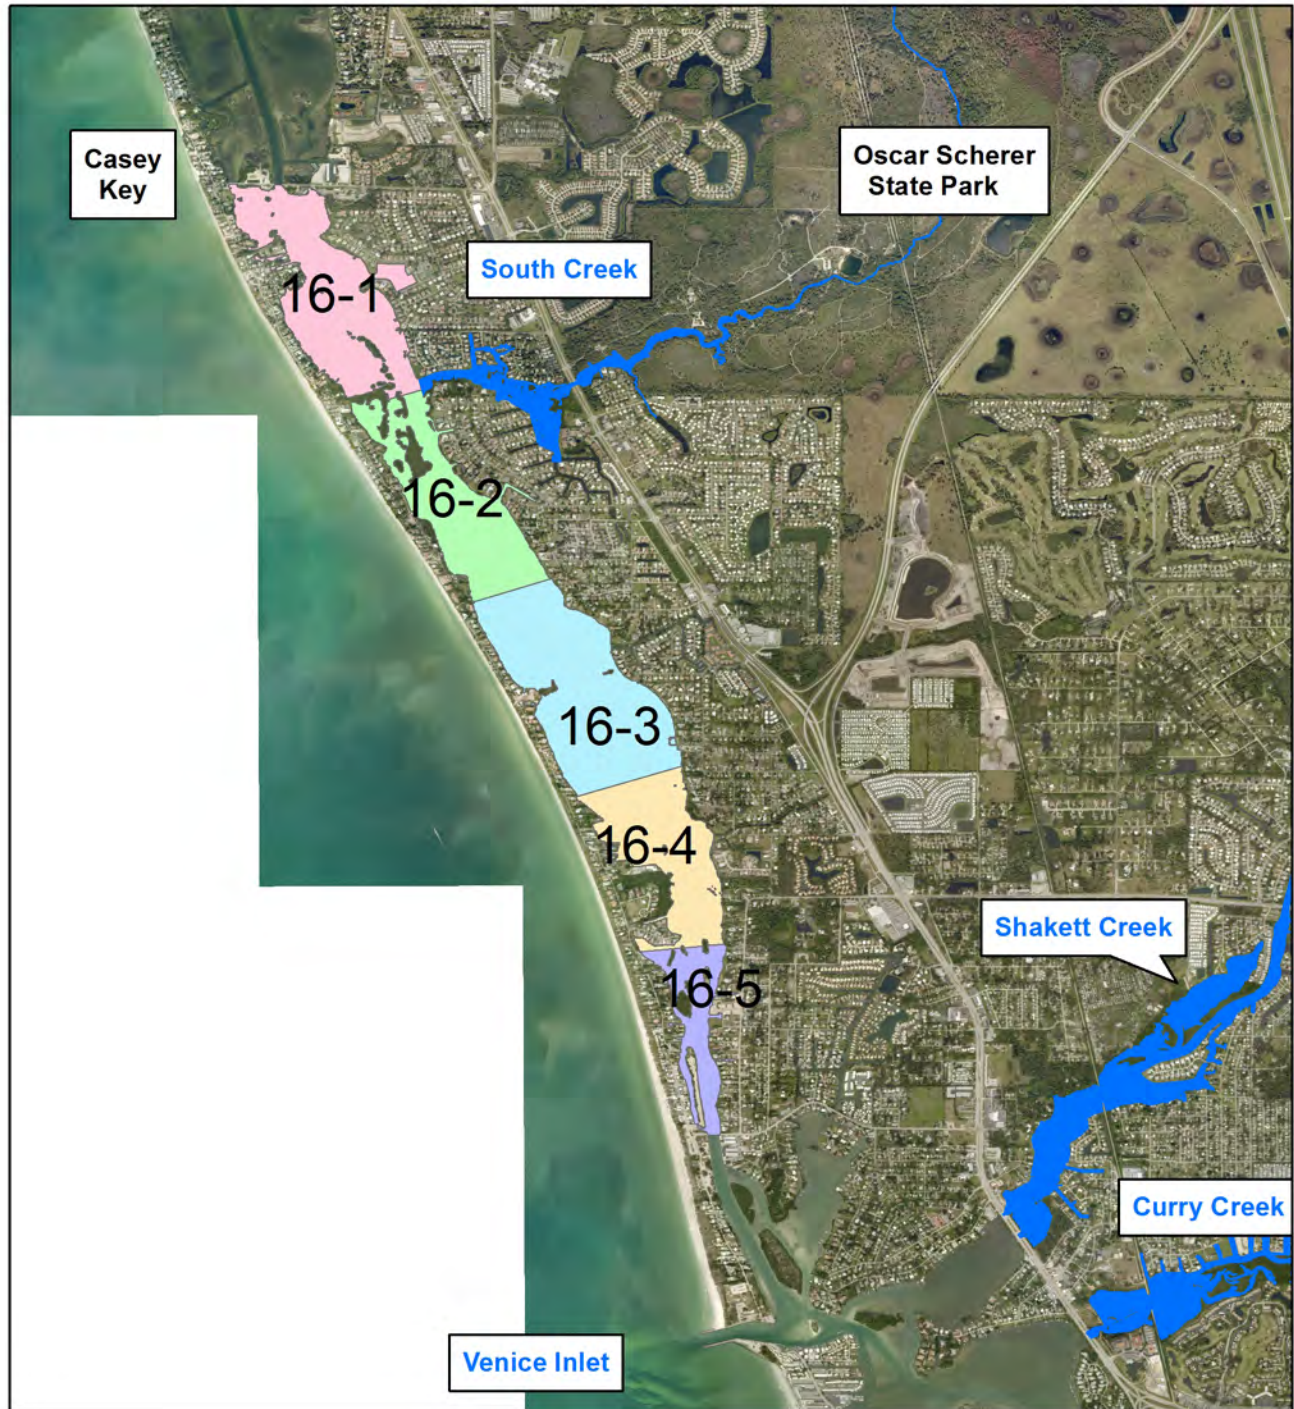 Casey
Key
Oscar Scherer
State Park
South Creek
16-1
16-2
16-3
16-4
Shakett Creek
16-5
Curry Creek
Venice Inlet